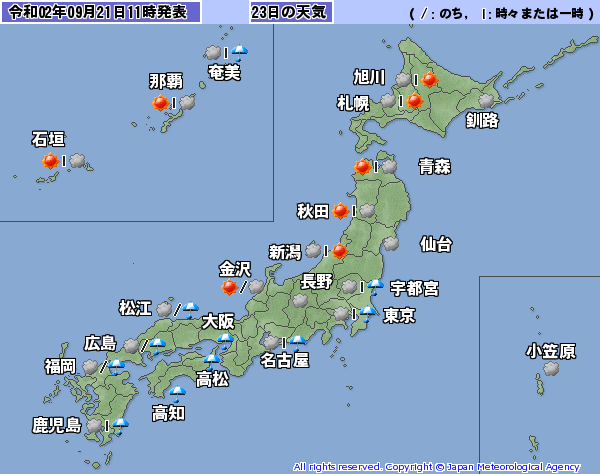 令和02年09月21日11時発表
23日の天気
( /: のち, |: 時々または一時 )
奄美
那覇
石垣
旭川
札幌
釧路
青森
秋田
仙台
新潟
金沢
長野
宇都宮
松江
大阪
東京
広島
名古屋
福岡
高松
小笠原
高知
鹿児島
All rights reserved. Copyright © Japan Meteorological Agency